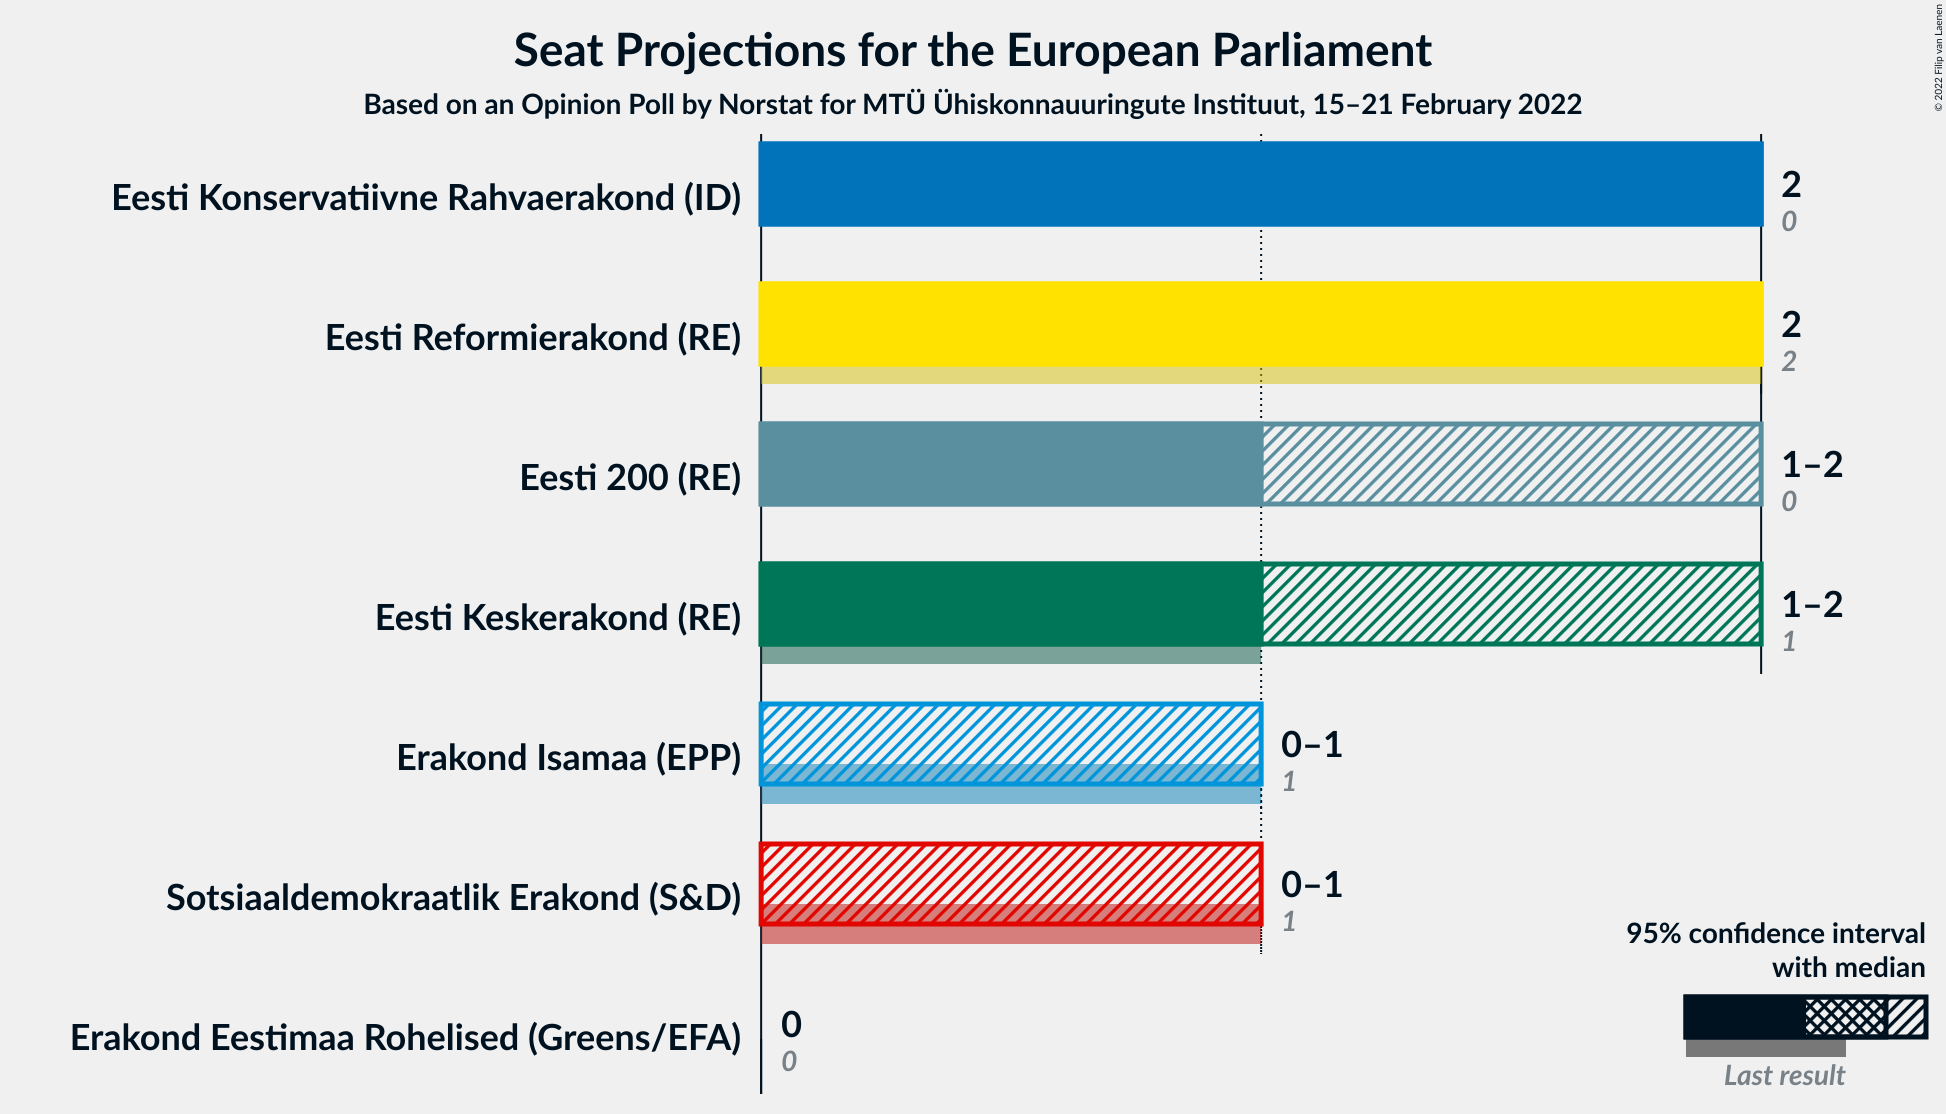 Seat Projections for the European Parliament
Based on an Opinion Poll by Norstat for MTÜ Ühiskonnauuringute Instituut, 15–21 February 2022
© 2022 Filip van Laenen
Eesti Konservatiivne Rahvaerakond (ID)
2
0
Eesti Reformierakond (RE)
2
2
Eesti 200 (RE)
1–2
0
Eesti Keskerakond (RE)
1–2
1
Erakond Isamaa (EPP)
0–1
1
Sotsiaaldemokraatlik Erakond (S&D)
0–1
1
Erakond Eestimaa Rohelised (Greens/EFA)
0
0
95% confidence interval
with median
Last result